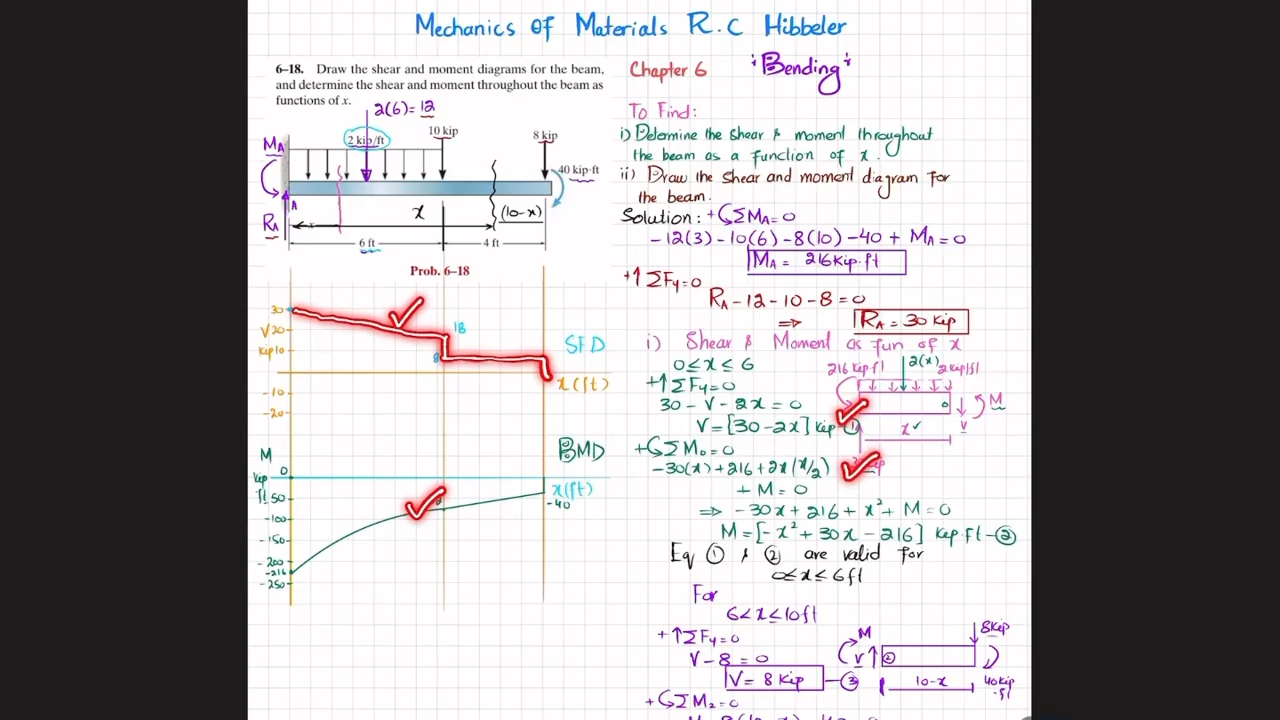 Mechanics Of Materials R.C Hibbeler
6–18. Draw the shear and moment diagrams for the beam,
and determine the shear and moment throughout the beam as
functions of x.
2(6)= 12
MA
2 kip/ft
10 kip
8 kip
40 kip·ft
A
RA
x
x
(10-x)
6 ft
4 ft
Prob. 6–18
30
V 20
kip 10
-10
-20
18
8
SFD
x(ft)
M
0
kip
ft 50
-100
-150
-200
-216
-250
BMD
x(ft)
-40
Chapter 6
"Bending"
To Find:
i) Determine the shear & moment throughout
the beam as a function of x.
ii) Draw the shear and moment diagram for
the beam.
Solution: +ΣMA=0
-12(3) -10(6) -8(10) -40 + MA = 0
MA = 216 Kip.ft
+↑ΣFy=0
RA -12 -10 -8 = 0
⇒ RA = 30 Kip
i) Shear & Moment as fun of x
0≤x≤6
+↑ΣFy=0
30 - V - 2x = 0
V = [30-2x] Kip ①
216 Kip.ft
2(x)
2 Kip/ft
M
V
x
+ΣMo=0
-30(x) +216 +2x(x/2)
+ M = 0
⇒ -30x + 216 + x² + M = 0
M = [-x² + 30x - 216] Kip.ft -②
Eq ① & ② are valid for
0≤x≤6ft
For
6<x≤10ft
+↑ΣFy=0
V - 8 = 0
V = 8 Kip -③
M
8Kip
V
10-x
40Kip
.ft
+ΣM2=0